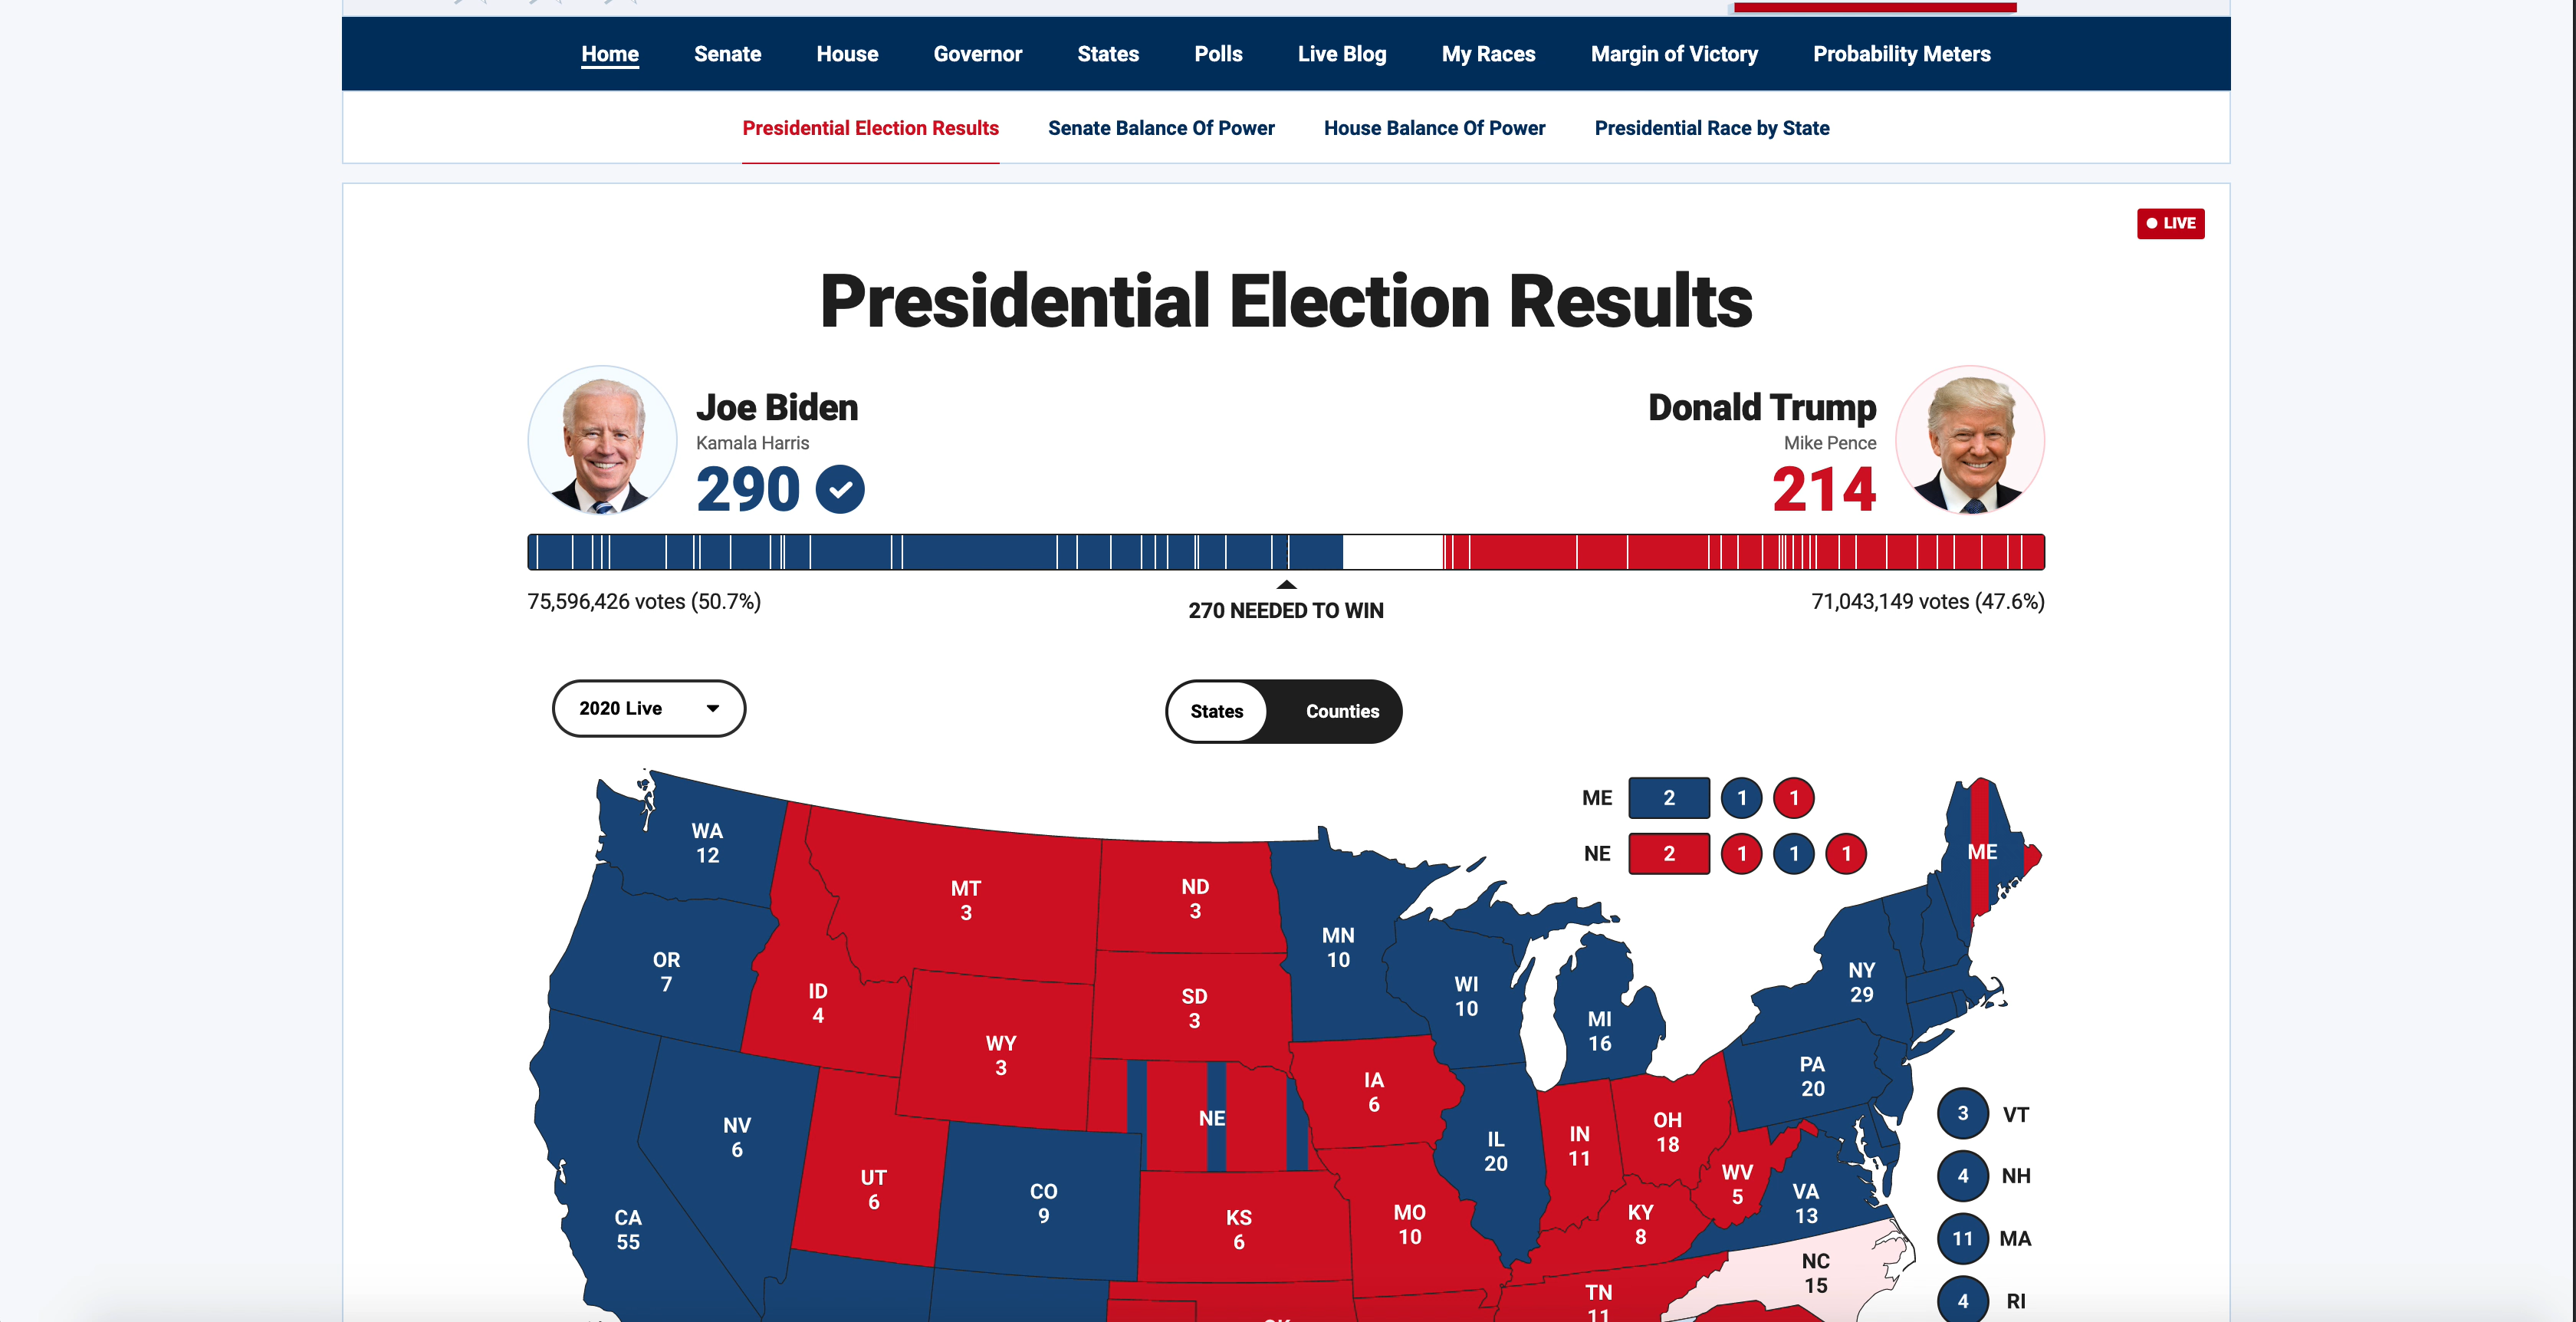 Home Senate House Governor States Polls Live Blog My Races Margin of Victory Probability Meters
Presidential Election Results Senate Balance Of Power House Balance Of Power Presidential Race by State
LIVE
Presidential Election Results
Joe Biden
Kamala Harris
290
Donald Trump
Mike Pence
214
75,596,426 votes (50.7%)
270 NEEDED TO WIN
71,043,149 votes (47.6%)
2020 Live
States Counties
ME 2 1 1
NE 2 1 1 1
WA
12
OR
7
CA
55
NV
6
ID
4
MT
3
WY
3
UT
6
CO
9
ND
3
SD
3
NE
KS
6
MN
10
IA
6
MO
10
WI
10
IL
20
MI
16
IN
11
OH
18
KY
8
TN
11
WV
5
VA
13
NC
15
PA
20
NY
29
ME
3 VT
4 NH
11 MA
4 RI